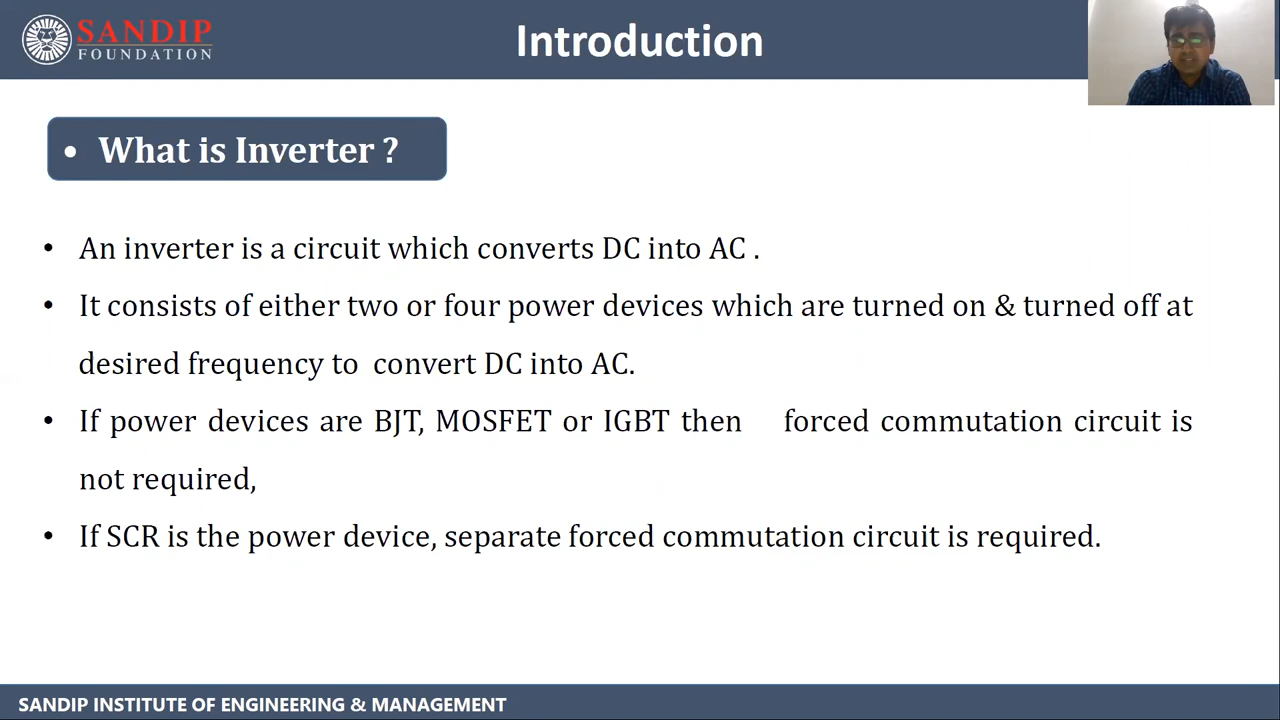 SANDIP
FOUNDATION
Introduction
• What is Inverter ?
• An inverter is a circuit which converts DC into AC .
• It consists of either two or four power devices which are turned on & turned off at
desired frequency to convert DC into AC.
• If power devices are BJT, MOSFET or IGBT then forced commutation circuit is
not required,
• If SCR is the power device, separate forced commutation circuit is required.
SANDIP INSTITUTE OF ENGINEERING & MANAGEMENT